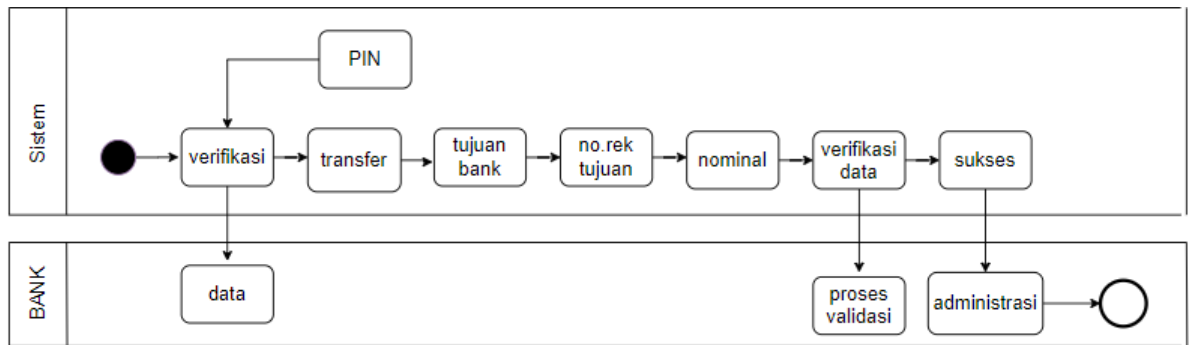 Sistem
PIN
verifikasi
transfer
tujuan
bank
no.rek
tujuan
nominal
verifikasi
data
sukses
BANK
data
proses
validasi
administrasi